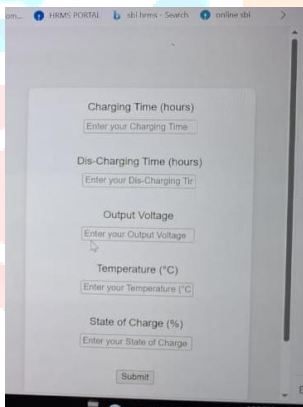 om... HRMS PORTAL sbi hrms - Search online sbi
Charging Time (hours)
Enter your Charging Time
Dis-Charging Time (hours)
Enter your Dis-Charging Tir
Output Voltage
Enter your Output Voltage
Temperature (°C)
Enter your Temperature (°C
State of Charge (%)
Enter your State of Charge
Submit